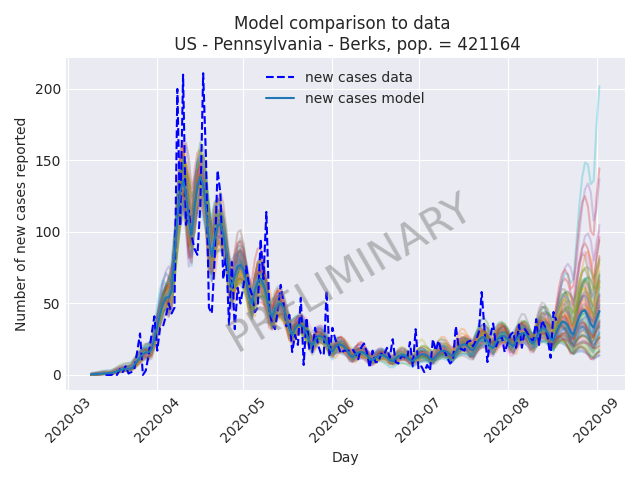 Model comparison to data
US - Pennsylvania - Berks, pop. = 421164
new cases data
new cases model
Number of new cases reported
200
150
100
50
0
PRELIMINARY
2020-03
2020-04
2020-05
2020-06
2020-07
2020-08
2020-09
Day